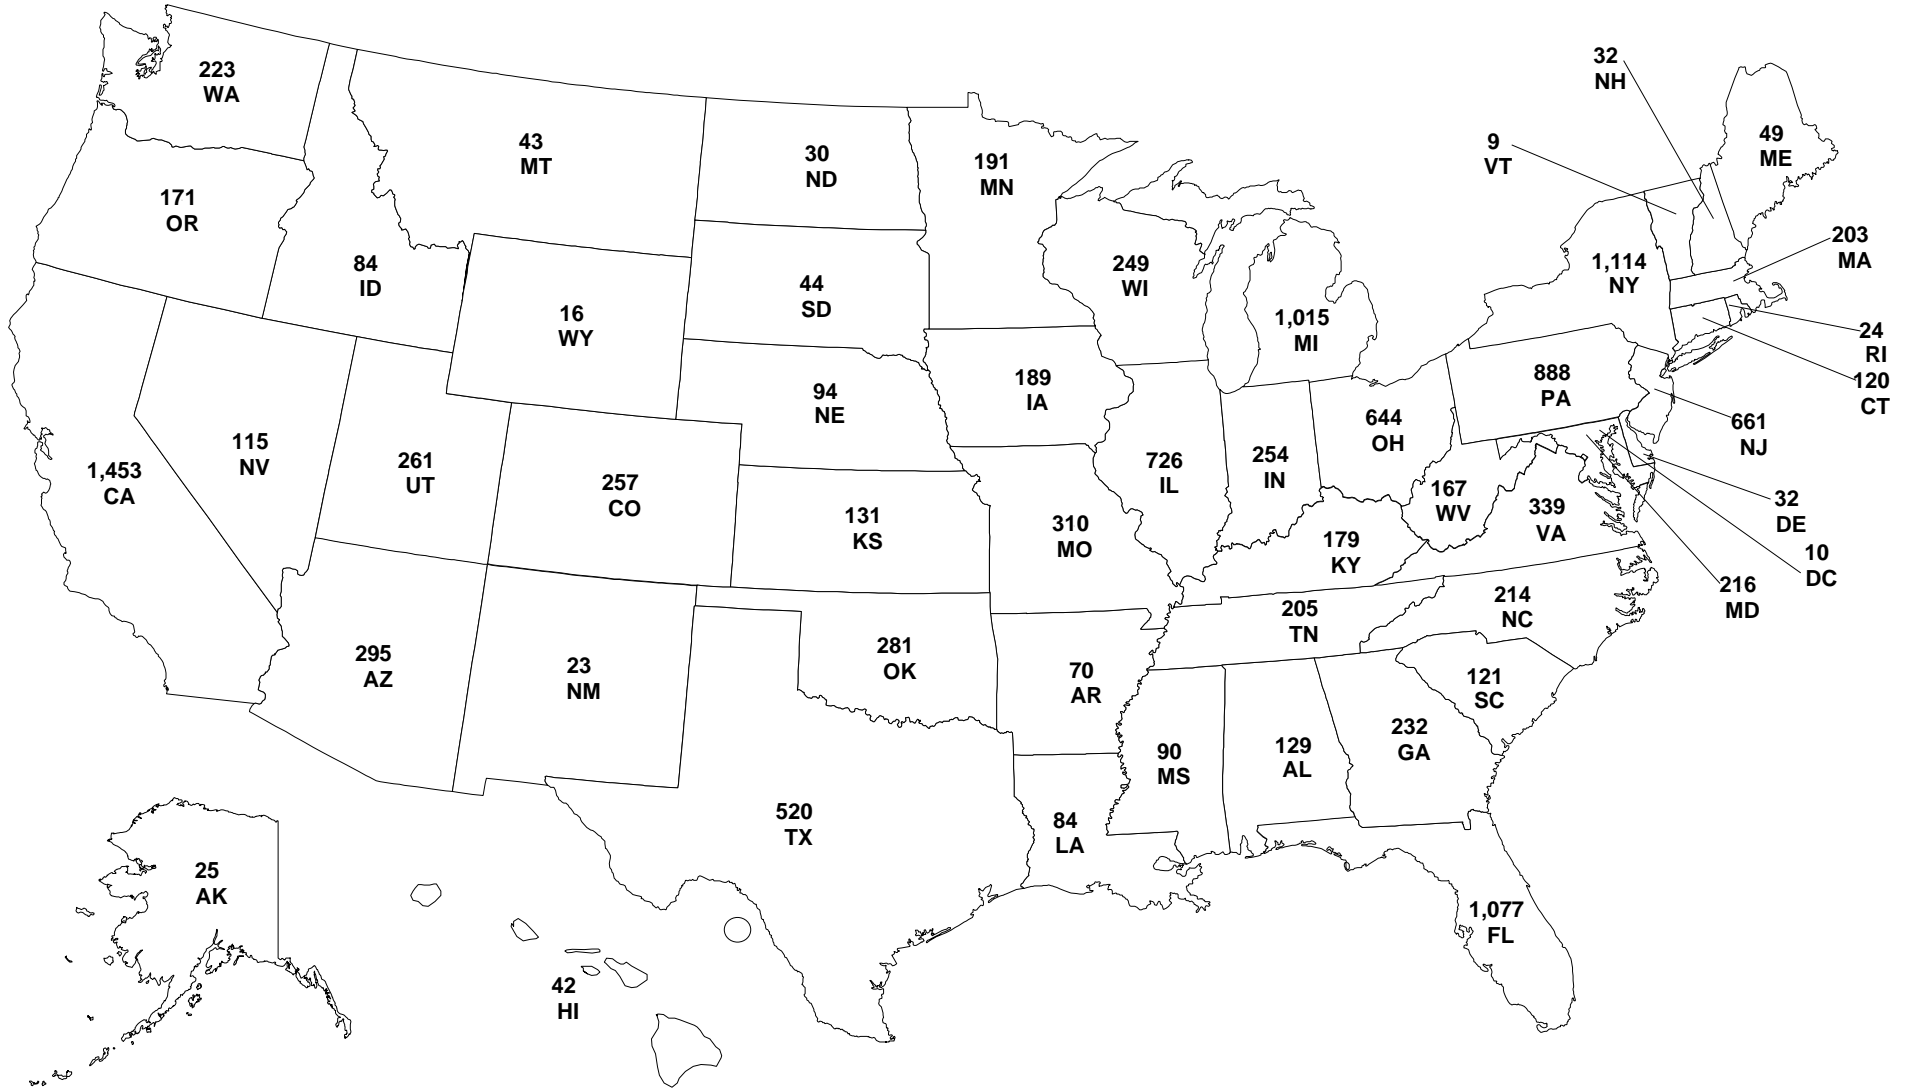 223
WA
43
MT
30
ND
191
MN
32
NH
9
VT
49
ME
171
OR
84
ID
16
WY
44
SD
249
WI
1,015
MI
1,114
NY
203
MA
24
RI
120
CT
1,453
CA
115
NV
261
UT
257
CO
94
NE
131
KS
189
IA
310
MO
726
IL
254
IN
644
OH
888
PA
661
NJ
167
WV
339
VA
32
DE
10
DC
216
MD
179
KY
205
TN
214
NC
295
AZ
23
NM
281
OK
70
AR
121
SC
232
GA
90
MS
129
AL
520
TX
84
LA
1,077
FL
25
AK
42
HI